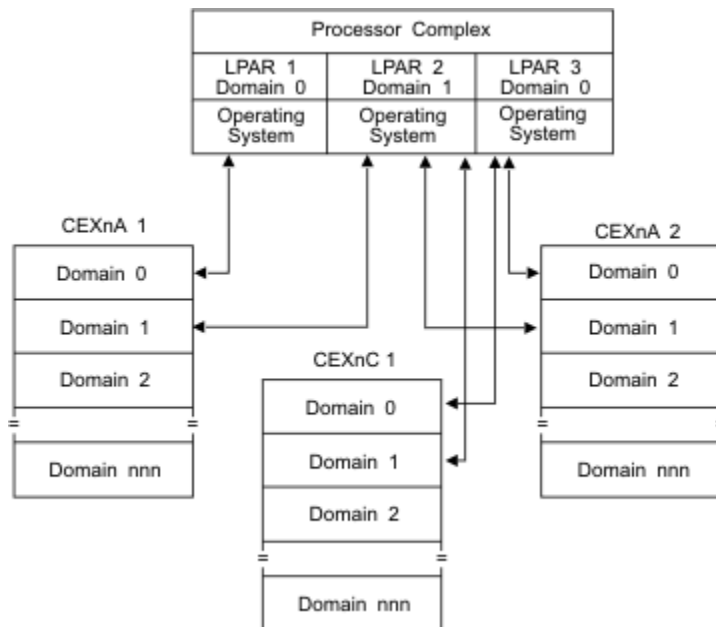 Processor Complex
LPAR 1
Domain 0
LPAR 2
Domain 1
LPAR 3
Domain 0
Operating
System
Operating
System
Operating
System
CEXnA 1
Domain 0
Domain 1
Domain 2
=
=
Domain nnn
CEXnC 1
Domain 0
Domain 1
Domain 2
=
=
Domain nnn
CEXnA 2
Domain 0
Domain 1
Domain 2
=
=
Domain nnn